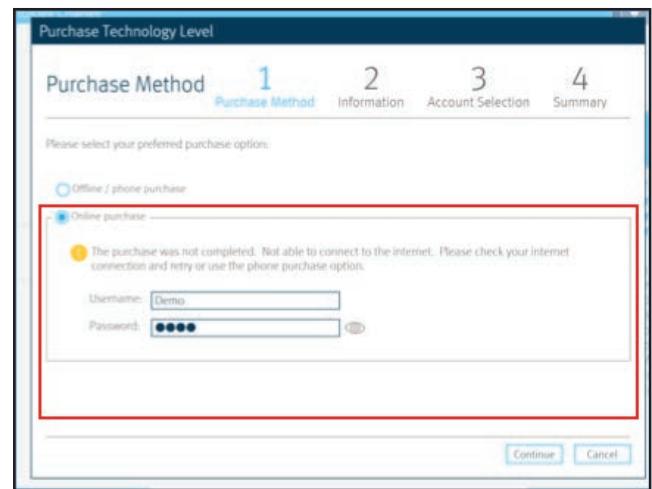 Purchase Technology Level
Purchase Method
1
Purchase Method
2
Information
3
Account Selection
4
Summary
Please select your preferred purchase option:
Offline / phone purchase
Online purchase
The purchase was not completed. Not able to connect to the internet. Please check your internet
connection and retry or use the phone purchase option.
Username: Demo
Password:
Continue Cancel